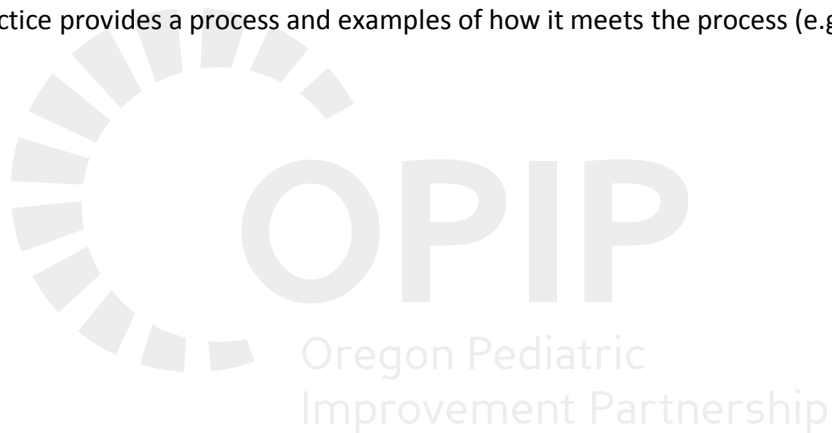 ctice provides a process and examples of how it meets the process (e.g
OPIP
Oregon Pediatric
Improvement Partnership